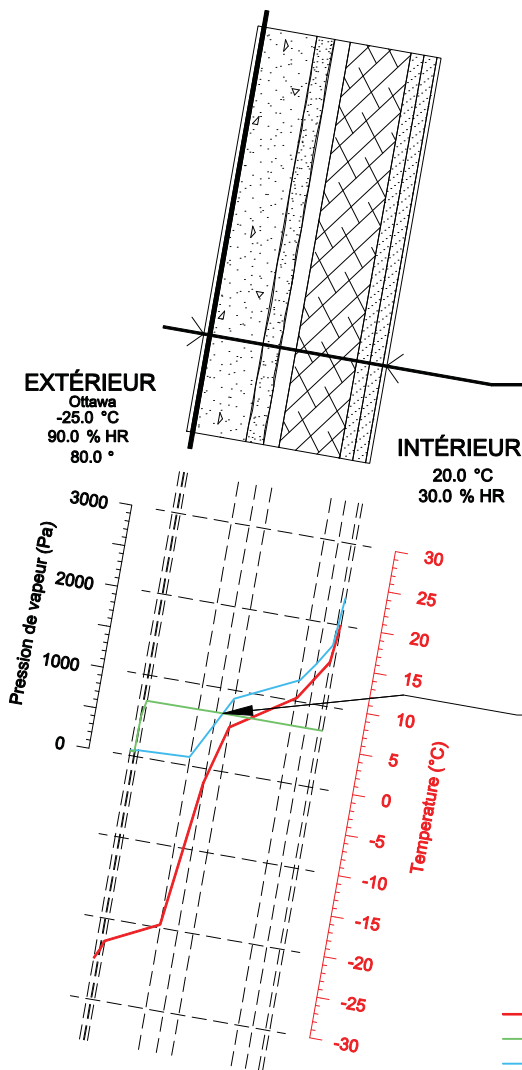 EXTÉRIEUR
Ottawa
-25.0 °C
90.0 % HR
80.0 °
INTÉRIEUR
20.0 °C
30.0 % HR
Pression de vapeur (Pa)
3000
2000
1000
0
30
25
20
15
10
5
0
-5
-10
-15
-20
-25
-30
Temperature (°C)